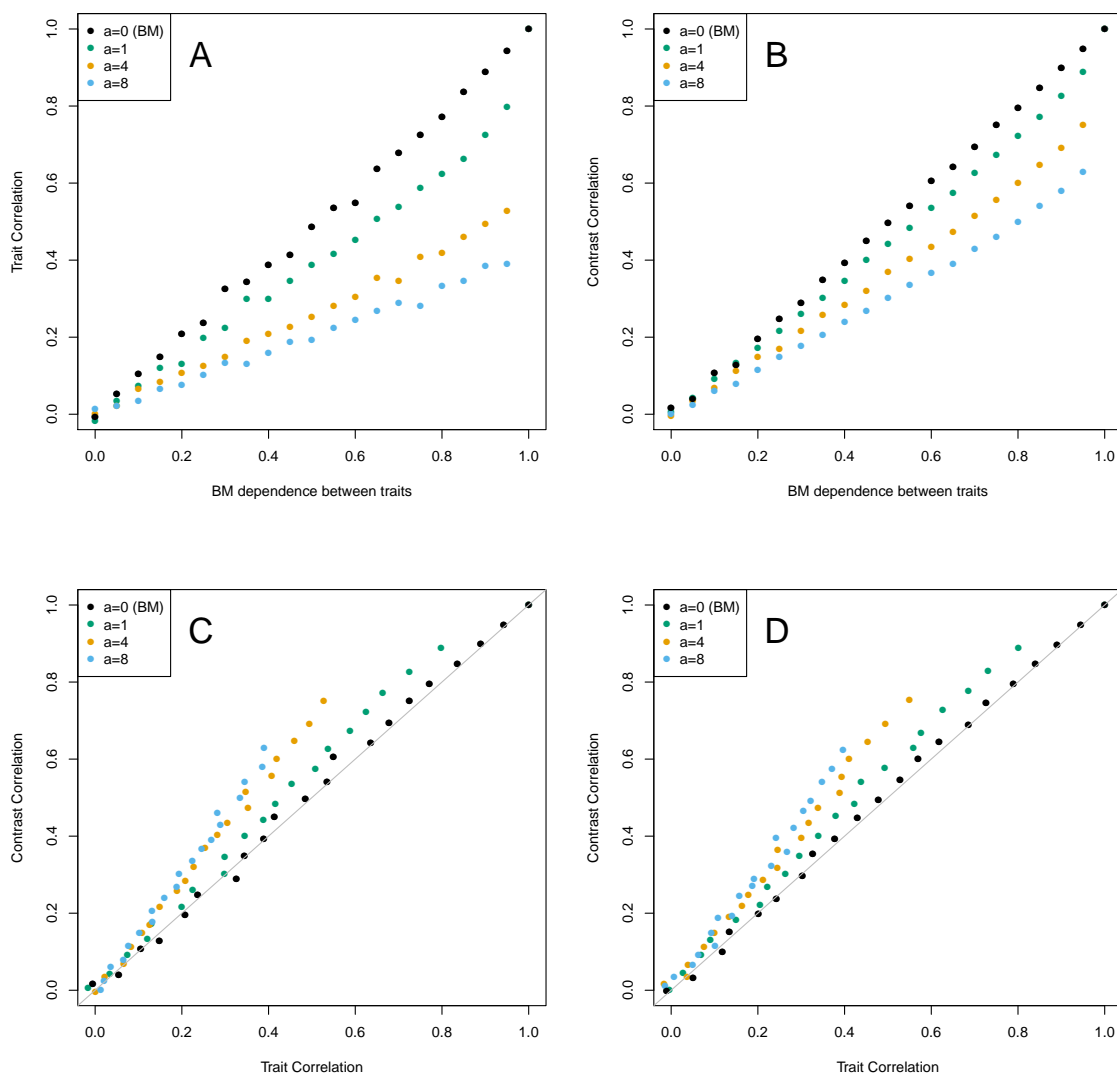 a=0 (BM)
a=1
a=4
a=8
A
Trait Correlation
0.0 0.2 0.4 0.6 0.8 1.0
0.0 0.2 0.4 0.6 0.8 1.0
BM dependence between traits
a=0 (BM)
a=1
a=4
a=8
B
Contrast Correlation
0.0 0.2 0.4 0.6 0.8 1.0
0.0 0.2 0.4 0.6 0.8 1.0
BM dependence between traits
a=0 (BM)
a=1
a=4
a=8
C
Contrast Correlation
0.0 0.2 0.4 0.6 0.8 1.0
0.0 0.2 0.4 0.6 0.8 1.0
Trait Correlation
a=0 (BM)
a=1
a=4
a=8
D
Contrast Correlation
0.0 0.2 0.4 0.6 0.8 1.0
0.0 0.2 0.4 0.6 0.8 1.0
Trait Correlation